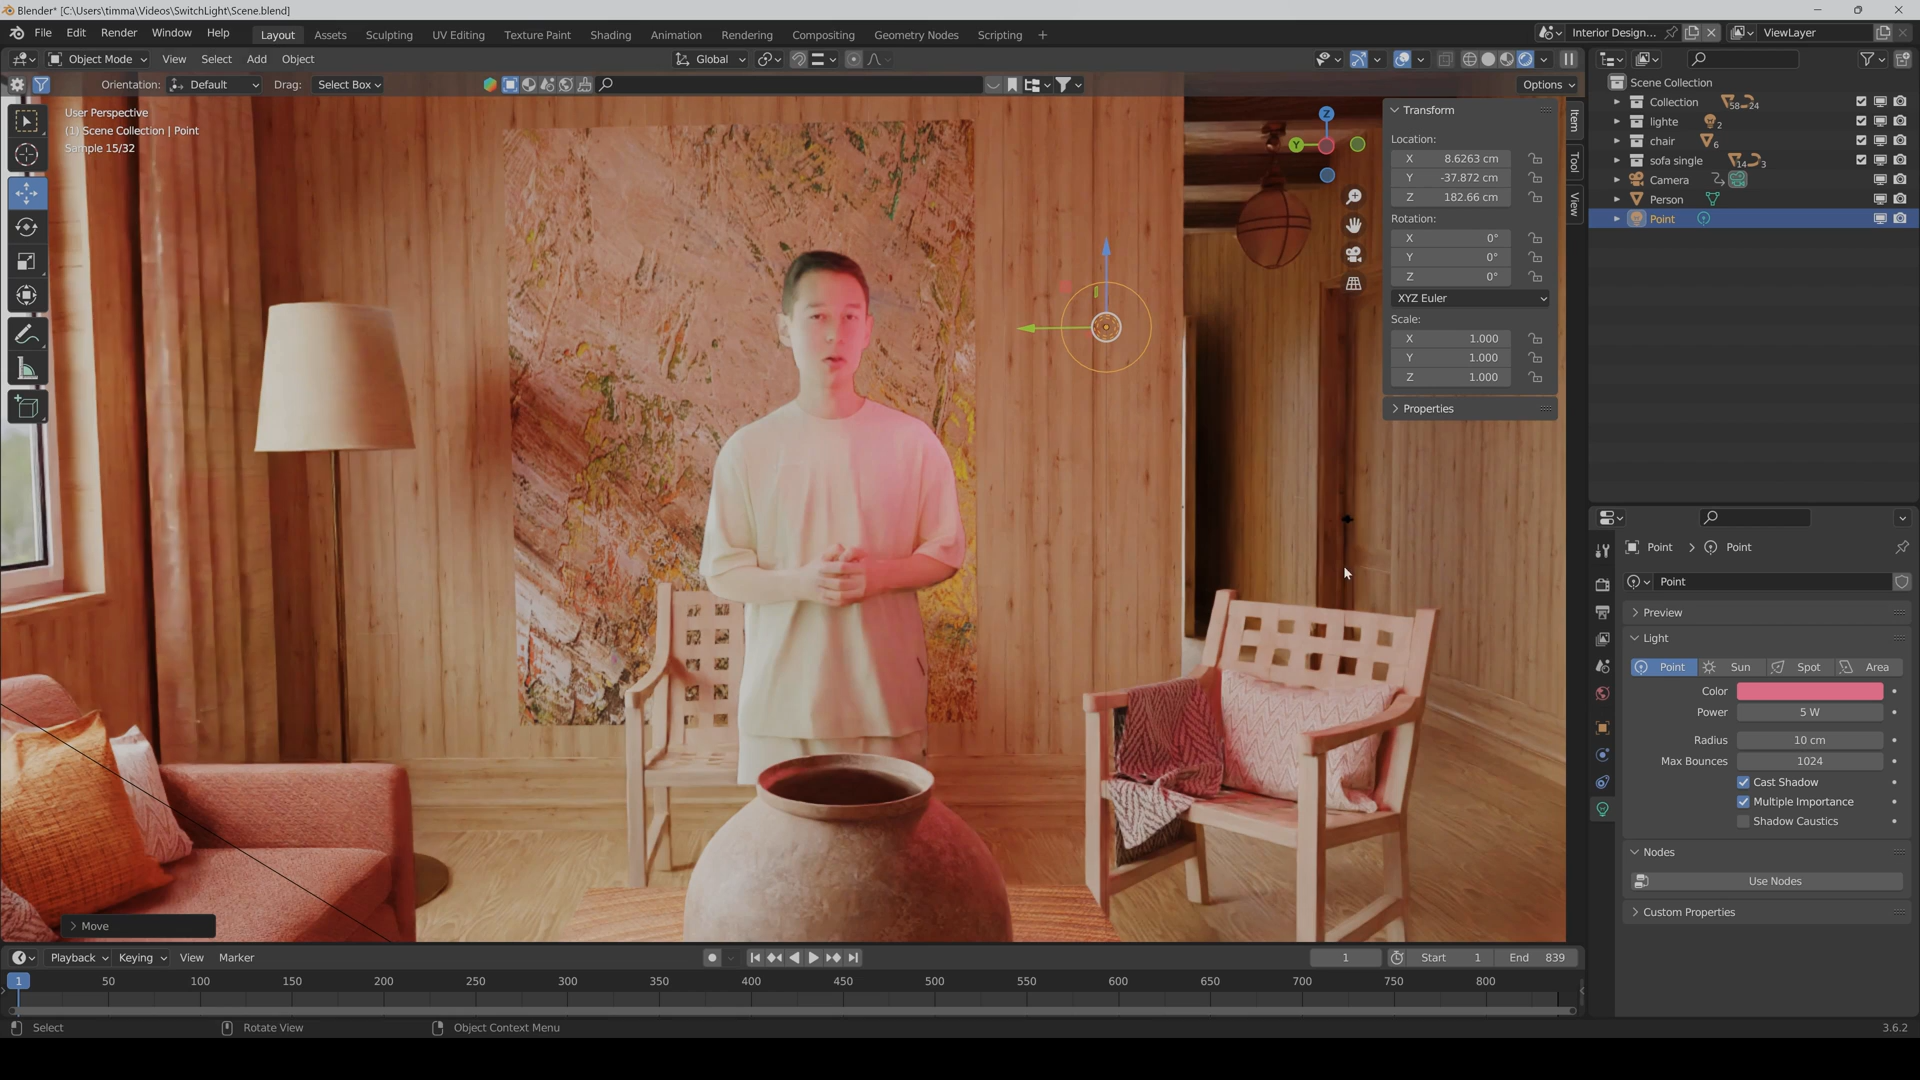 Blender* [C:\Users\timma\Videos\SwitchLight\Scene.blend]
File Edit Render Window Help Layout Assets Sculpting UV Editing Texture Paint Shading Animation Rendering Compositing Geometry Nodes Scripting + Interior Design... ViewLayer
Object Mode View Select Add Object Global
Orientation: Default Drag: Select Box Options
User Perspective
(1) Scene Collection | Point
Sample 15/32
Z
Y
Transform
Location:
X 8.6263 cm
Y -37.872 cm
Z 182.66 cm
Rotation:
X 0°
Y 0°
Z 0°
XYZ Euler
Scale:
X 1.000
Y 1.000
Z 1.000
Properties
Item
Tool
View
Scene Collection
Collection 58 24
lighte 2
chair 6
sofa single 14 3
Camera
Person
Point
Point > Point
Point
Preview
Light
Point Sun Spot Area
Color
Power 5 W
Radius 10 cm
Max Bounces 1024
Cast Shadow
Multiple Importance
Shadow Caustics
Nodes
Use Nodes
Custom Properties
Move
Playback Keying View Marker 1 Start 1 End 839
1 50 100 150 200 250 300 350 400 450 500 550 600 650 700 750 800
Select Rotate View Object Context Menu 3.6.2